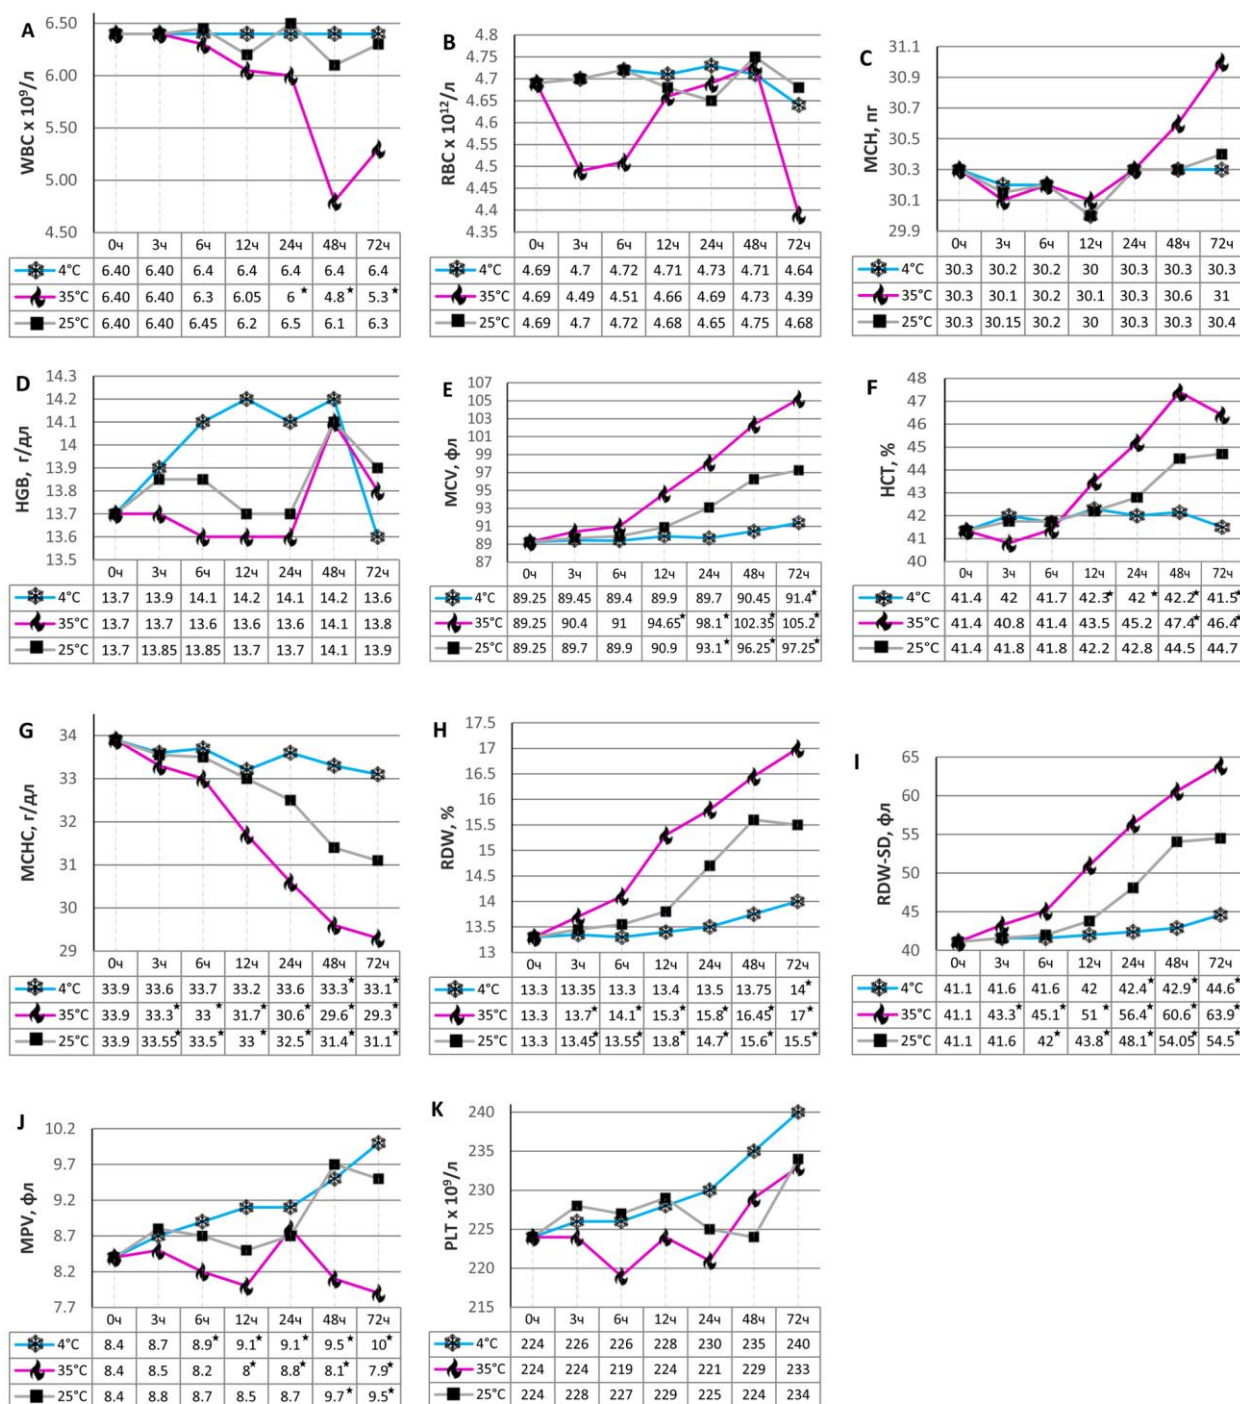 A
WBC x 10⁹/л
6.50
6.00
5.50
5.00
4.50
0ч 3ч 6ч 12ч 24ч 48ч 72ч
4°C 6.40 6.40 6.4 6.4 6.4 6.4 6.4
35°C 6.40 6.40 6.3 6.05 6★ 4.8★ 5.3★
25°C 6.40 6.40 6.45 6.2 6.5 6.1 6.3
B
RBC x 10¹²/л
4.8
4.75
4.7
4.65
4.6
4.55
4.5
4.45
4.4
4.35
0ч 3ч 6ч 12ч 24ч 48ч 72ч
4°C 4.69 4.7 4.72 4.71 4.73 4.71 4.64
35°C 4.69 4.49 4.51 4.66 4.69 4.73 4.39
25°C 4.69 4.7 4.72 4.68 4.65 4.75 4.68
C
MCH, пг
31.1
30.9
30.7
30.5
30.3
30.1
29.9
0ч 3ч 6ч 12ч 24ч 48ч 72ч
4°C 30.3 30.2 30.2 30 30.3 30.3 30.3
35°C 30.3 30.1 30.2 30.1 30.3 30.6 31
25°C 30.3 30.15 30.2 30 30.3 30.3 30.4
D
HGB, г/дл
14.3
14.2
14.1
14
13.9
13.8
13.7
13.6
13.5
0ч 3ч 6ч 12ч 24ч 48ч 72ч
4°C 13.7 13.9 14.1 14.2 14.1 14.2 13.6
35°C 13.7 13.7 13.6 13.6 13.6 14.1 13.8
25°C 13.7 13.85 13.85 13.7 13.7 14.1 13.9
E
MCV, фл
107
105
103
101
99
97
95
93
91
89
87
0ч 3ч 6ч 12ч 24ч 48ч 72ч
4°C 89.25 89.45 89.4 89.9 89.7 90.45 91.4★
35°C 89.25 90.4 91 94.65★ 98.1★ 102.35★ 105.2★
25°C 89.25 89.7 89.9 90.9 93.1★ 96.25★ 97.25★
F
HCT, %
48
47
46
45
44
43
42
41
40
0ч 3ч 6ч 12ч 24ч 48ч 72ч
4°C 41.4 42 41.7 42.3★ 42★ 42.2★ 41.5★
35°C 41.4 40.8 41.4 43.5 45.2 47.4★ 46.4★
25°C 41.4 41.8 41.8 42.2 42.8 44.5 44.7
G
MCHC, г/дл
34
33
32
31
30
29
0ч 3ч 6ч 12ч 24ч 48ч 72ч
4°C 33.9 33.6 33.7 33.2 33.6 33.3★ 33.1★
35°C 33.9 33.3★ 33★ 31.7★ 30.6★ 29.6★ 29.3★
25°C 33.9 33.55★ 33.5★ 33★ 32.5★ 31.4★ 31.1★
H
RDW, %
17.5
17
16.5
16
15.5
15
14.5
14
13.5
13
0ч 3ч 6ч 12ч 24ч 48ч 72ч
4°C 13.3 13.35 13.3 13.4 13.5 13.75 14★
35°C 13.3 13.7★ 14.1★ 15.3★ 15.8★ 16.45★ 17★
25°C 13.3 13.45★ 13.55★ 13.8★ 14.7★ 15.6★ 15.5★
I
RDW-SD, фл
65
60
55
50
45
40
0ч 3ч 6ч 12ч 24ч 48ч 72ч
4°C 41.1 41.6 41.6 42 42.4★ 42.9★ 44.6★
35°C 41.1 43.3★ 45.1★ 51★ 56.4★ 60.6★ 63.9★
25°C 41.1 41.6 42★ 43.8★ 48.1★ 54.05★ 54.5★
J
MPV, фл
10.2
9.7
9.2
8.7
8.2
7.7
0ч 3ч 6ч 12ч 24ч 48ч 72ч
4°C 8.4 8.7 8.9★ 9.1★ 9.1★ 9.5★ 10★
35°C 8.4 8.5 8.2 8★ 8.8★ 8.1★ 7.9★
25°C 8.4 8.8 8.7 8.5 8.7 9.7★ 9.5★
K
PLT x 10⁹/л
240
235
230
225
220
215
0ч 3ч 6ч 12ч 24ч 48ч 72ч
4°C 224 226 226 228 230 235 240
35°C 224 224 219 224 221 229 233
25°C 224 228 227 229 225 224 234